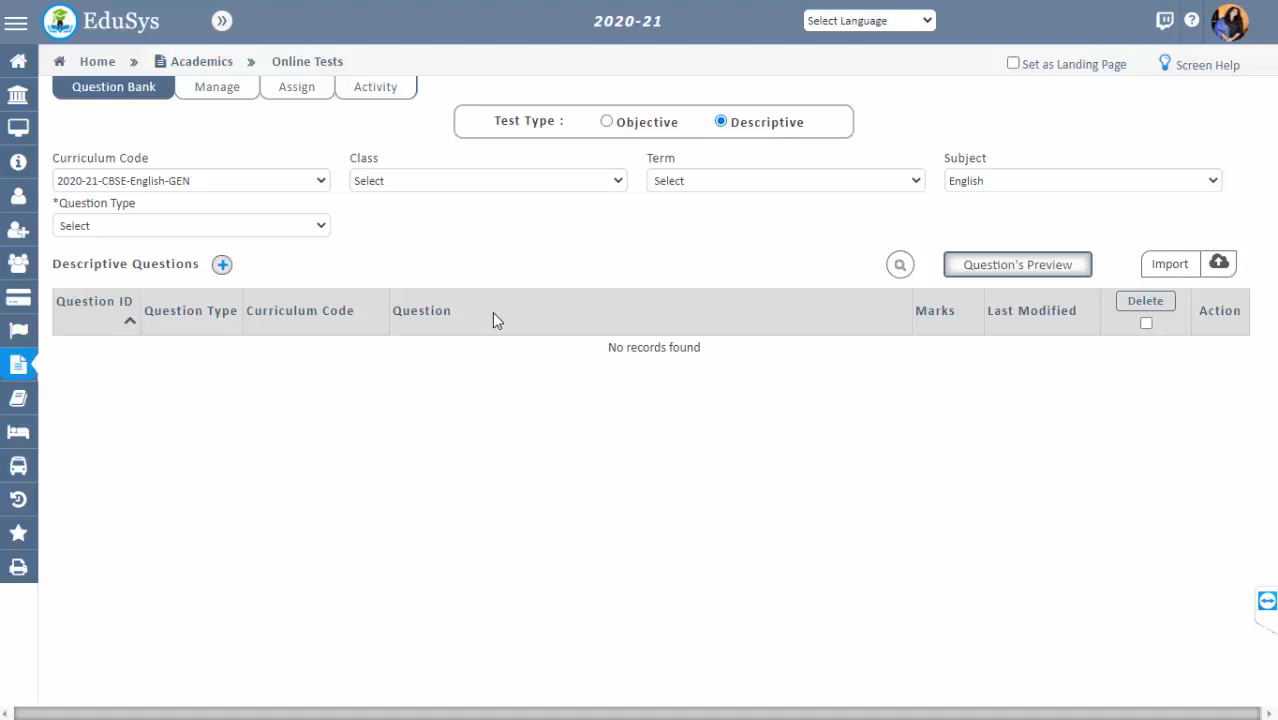 EduSys
2020-21
Select Language
Home
Academics
Online Tests
Set as Landing Page
Screen Help
Question Bank
Manage
Assign
Activity
Test Type :
Objective
Descriptive
Curriculum Code
Class
Term
Subject
2020-21-CBSE-English-GEN
Select
Select
English
*Question Type
Select
Descriptive Questions
Question's Preview
Import
Question ID
Question Type
Curriculum Code
Question
Marks
Last Modified
Delete
Action
No records found